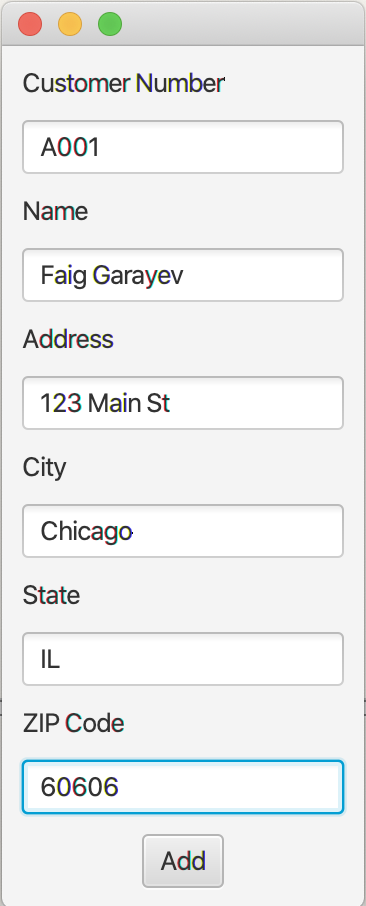 Customer Number
A001
Name
Faig Garayev
Address
123 Main St
City
Chicago
State
IL
ZIP Code
60606
Add